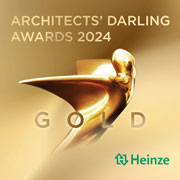 ARCHITECTS' DARLING
AWARDS 2024
GOLD
Heinze